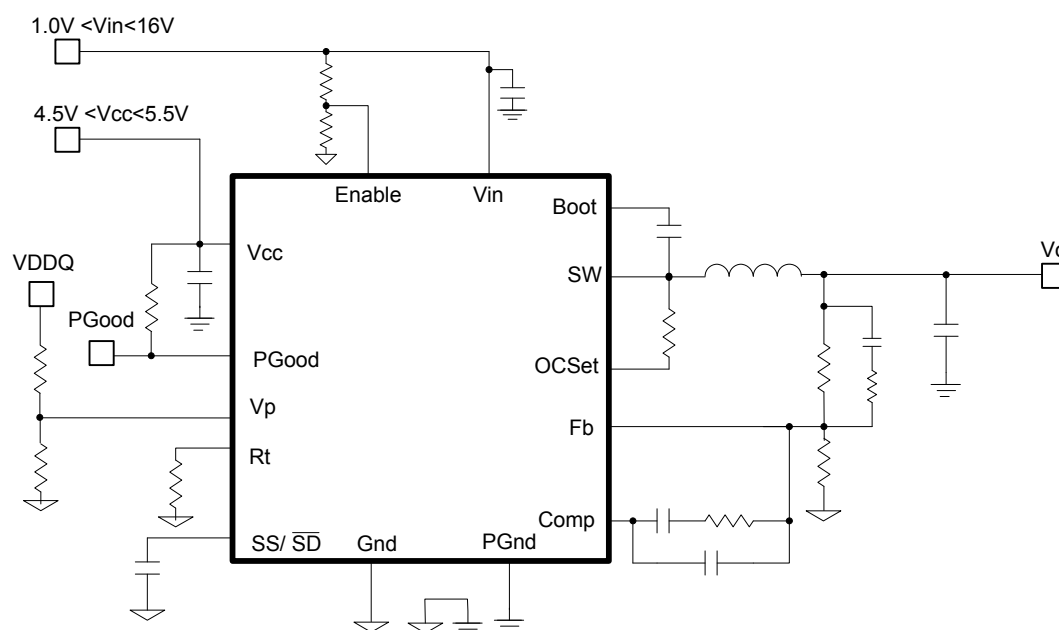 1.0V <Vin<16V
4.5V <Vcc<5.5V
Enable
Vin
Boot
Vcc
SW
VDDQ
PGood
PGood
OCSet
Vp
Fb
Rt
Comp
SS/ SD
Gnd
PGnd